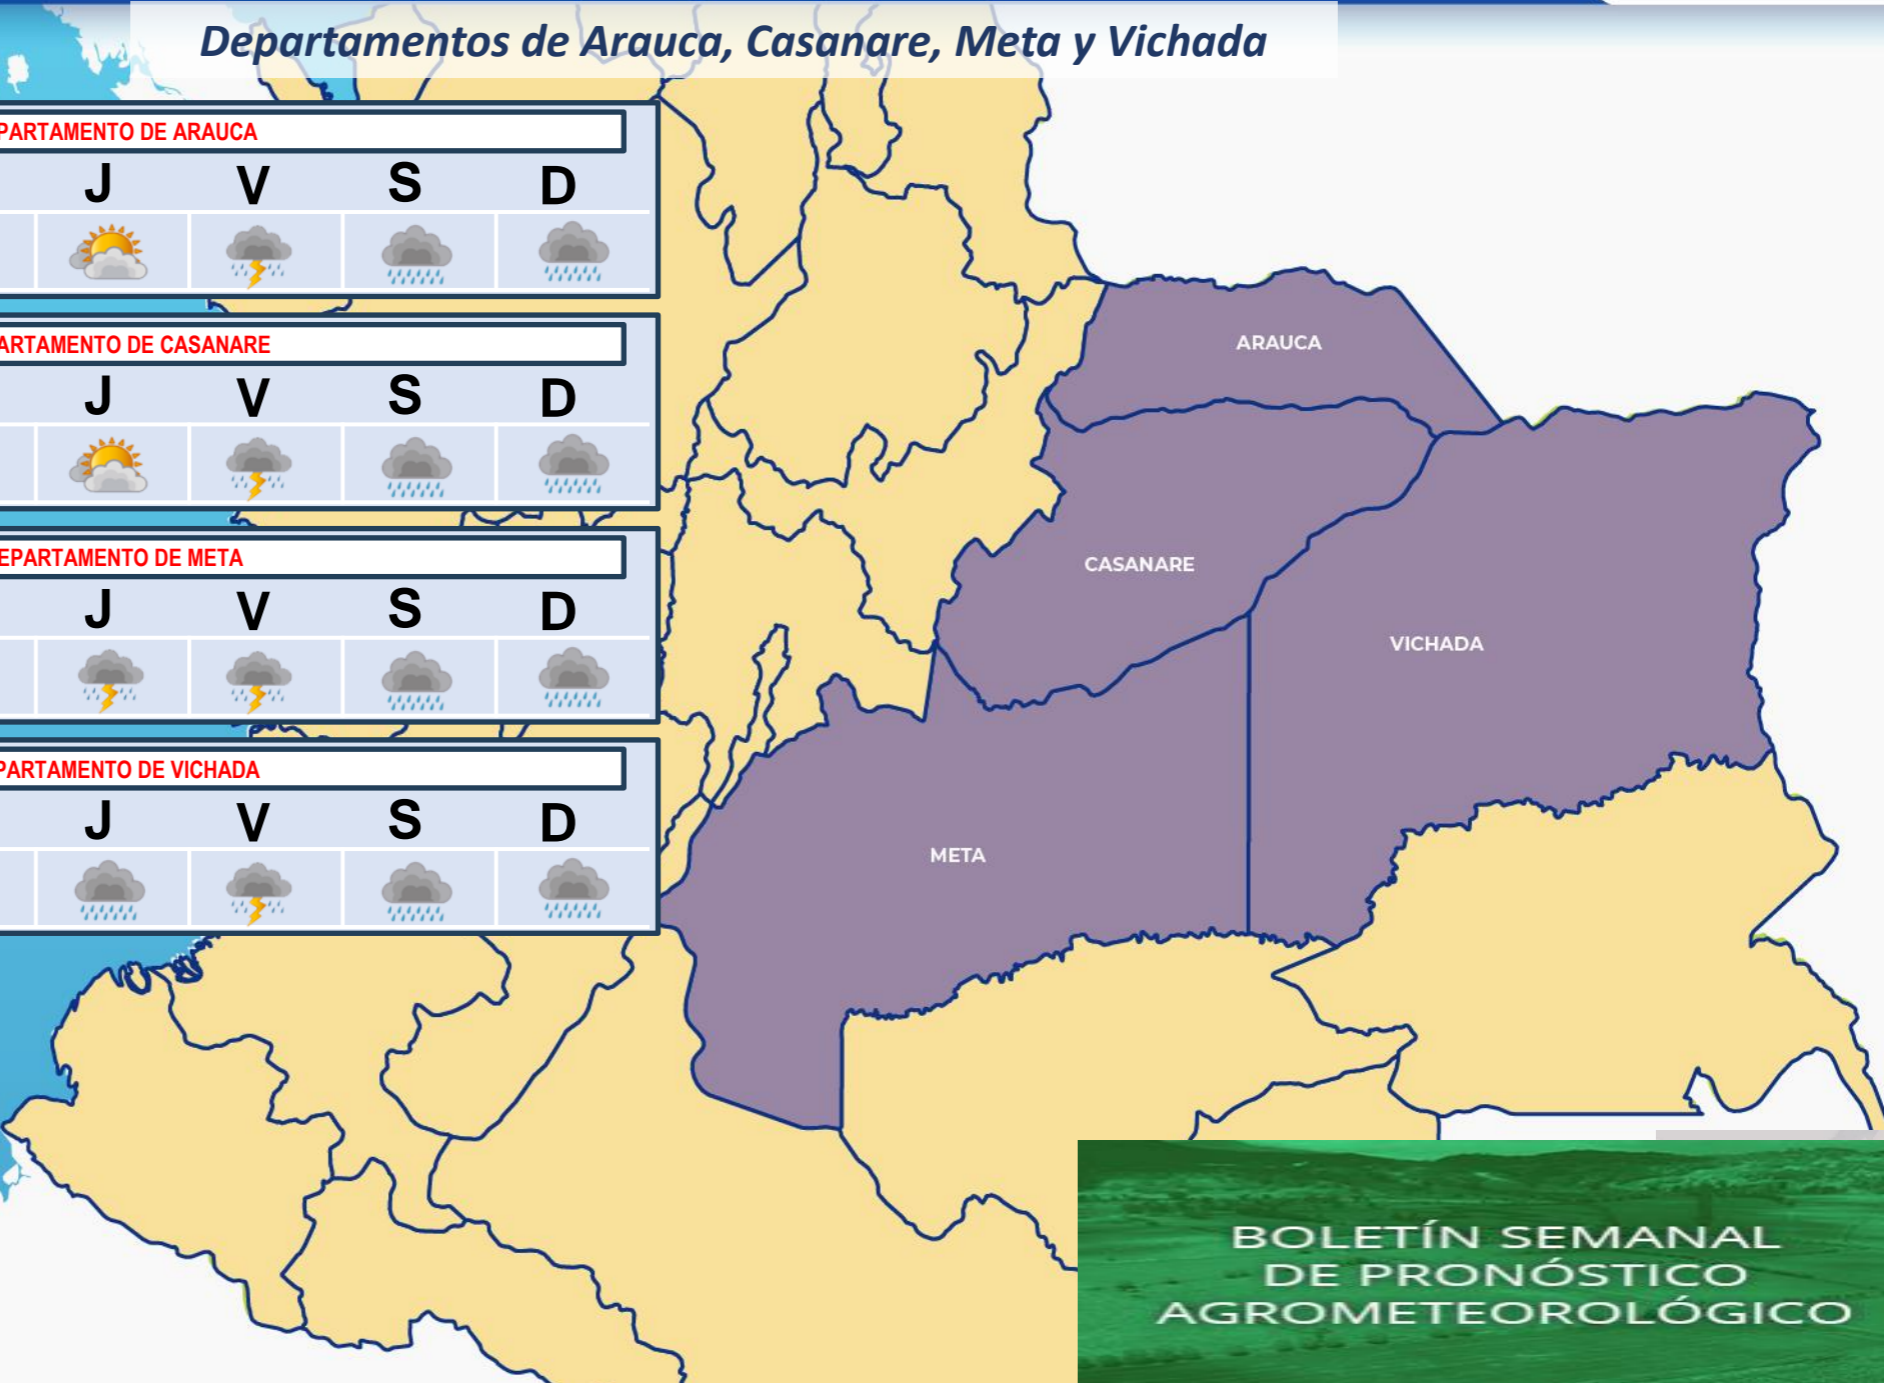 Departamentos de Arauca, Casanare, Meta y Vichada
PARTAMENTO DE ARAUCA
J V S D
ARTAMENTO DE CASANARE
J V S D
EPARTAMENTO DE META
J V S D
PARTAMENTO DE VICHADA
J V S D
ARAUCA
CASANARE
VICHADA
META
BOLETÍN SEMANAL
DE PRONÓSTICO
AGROMETEOROLÓGICO